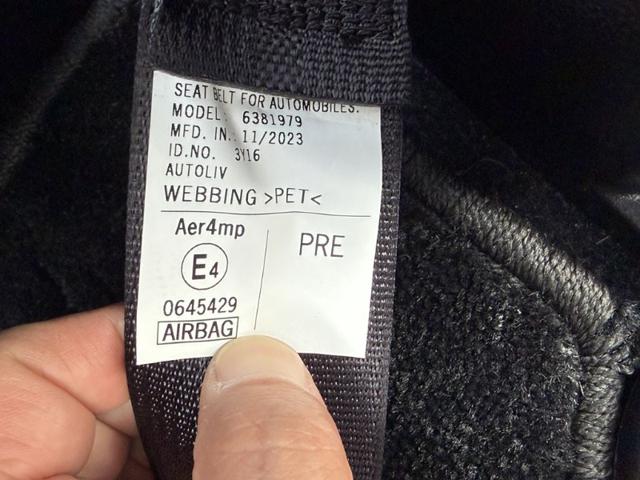 SEAT BELT FOR AUTOMOBILES.
MODEL: 6381979
MFD. IN.: 11/2023
ID.NO. 3Y16
AUTOLIV
WEBBING >PET<
Aer4mp
E4
0645429
AIRBAG
PRE